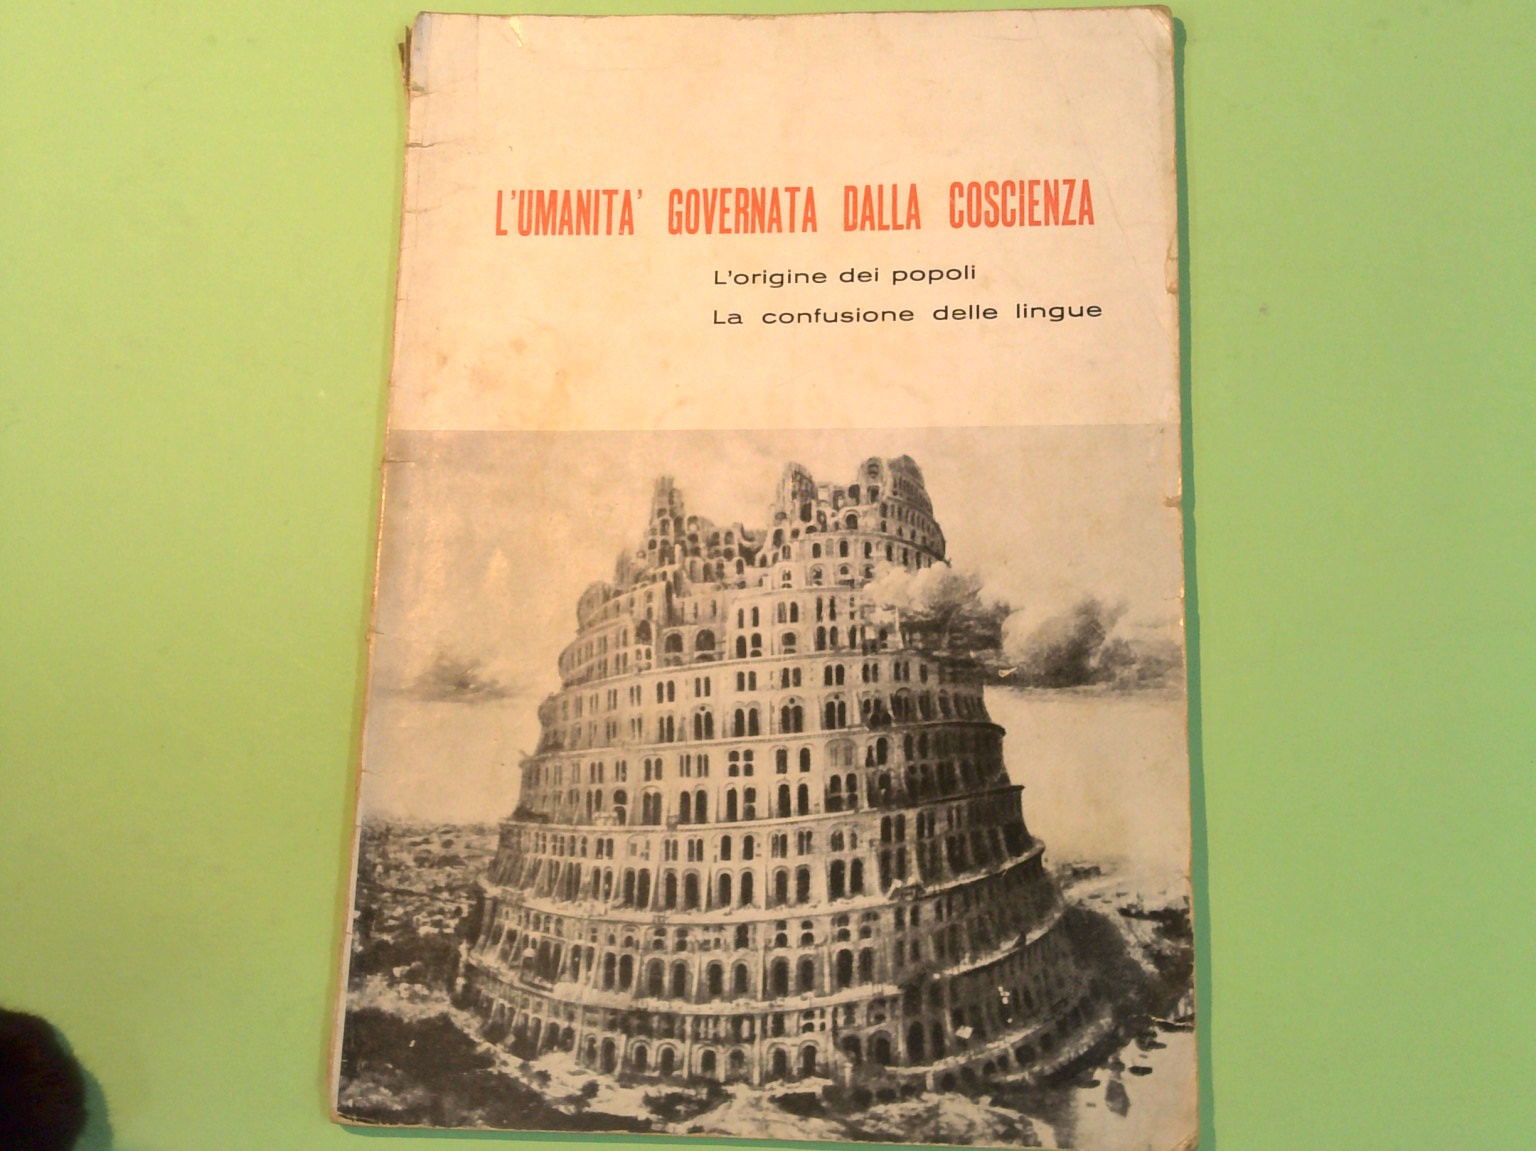 L'UMANITA' GOVERNATA DALLA COSCIENZA
L'origine dei popoli
La confusione delle lingue